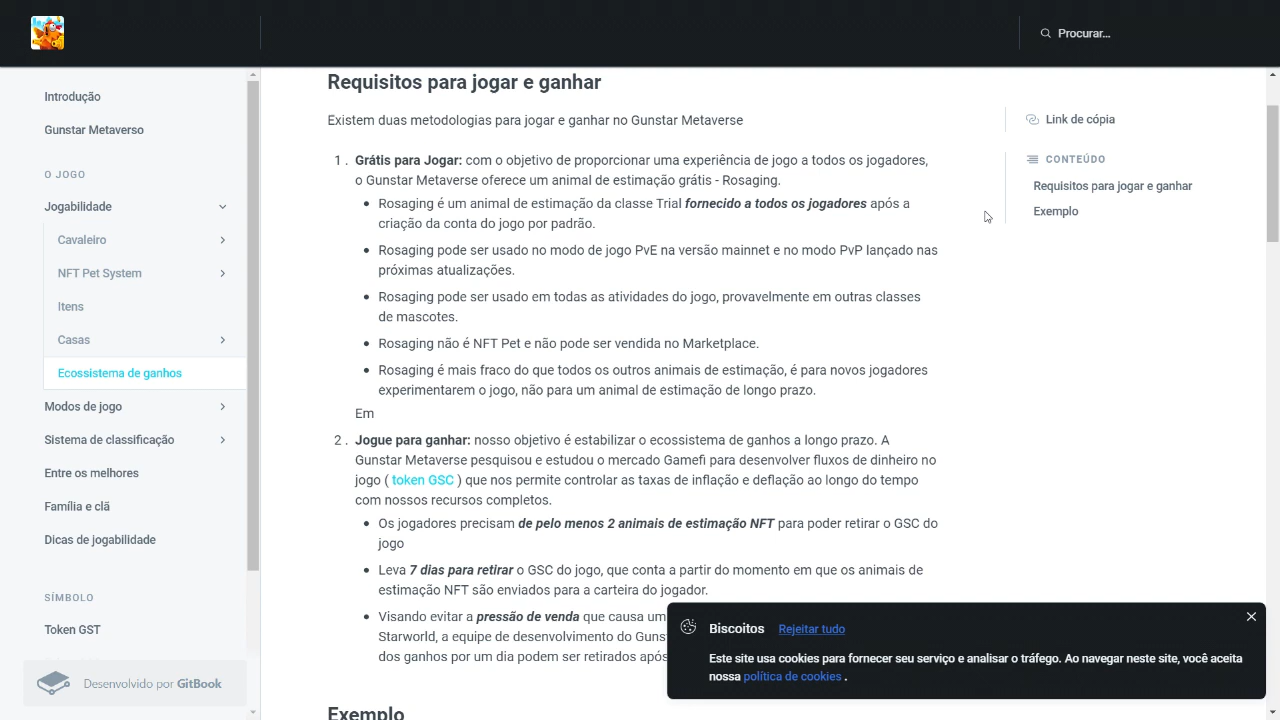 Procurar...
Introdução
Gunstar Metaverso
O JOGO
Jogabilidade
Cavaleiro
NFT Pet System
Itens
Casas
Ecossistema de ganhos
Modos de jogo
Sistema de classificação
Entre os melhores
Família e clã
Dicas de jogabilidade
SÍMBOLO
Token GST
Desenvolvido por GitBook
Requisitos para jogar e ganhar
Existem duas metodologias para jogar e ganhar no Gunstar Metaverse
1. Grátis para Jogar: com o objetivo de proporcionar uma experiência de jogo a todos os jogadores,
o Gunstar Metaverse oferece um animal de estimação grátis - Rosaging.
• Rosaging é um animal de estimação da classe Trial fornecido a todos os jogadores após a
criação da conta do jogo por padrão.
• Rosaging pode ser usado no modo de jogo PvE na versão mainnet e no modo PvP lançado nas
próximas atualizações.
• Rosaging pode ser usado em todas as atividades do jogo, provavelmente em outras classes
de mascotes.
• Rosaging não é NFT Pet e não pode ser vendida no Marketplace.
• Rosaging é mais fraco do que todos os outros animais de estimação, é para novos jogadores
experimentarem o jogo, não para um animal de estimação de longo prazo.
Em
2. Jogue para ganhar: nosso objetivo é estabilizar o ecossistema de ganhos a longo prazo. A
Gunstar Metaverse pesquisou e estudou o mercado Gamefi para desenvolver fluxos de dinheiro no
jogo ( token GSC ) que nos permite controlar as taxas de inflação e deflação ao longo do tempo
com nossos recursos completos.
• Os jogadores precisam de pelo menos 2 animais de estimação NFT para poder retirar o GSC do
jogo
• Leva 7 dias para retirar o GSC do jogo, que conta a partir do momento em que os animais de
estimação NFT são enviados para a carteira do jogador.
• Visando evitar a pressão de venda que causa um
Starworld, a equipe de desenvolvimento do Guns
dos ganhos por um dia podem ser retirados após
Exemplo
Link de cópia
CONTEÚDO
Requisitos para jogar e ganhar
Exemplo
Biscoitos Rejeitar tudo
Este site usa cookies para fornecer seu serviço e analisar o tráfego. Ao navegar neste site, você aceita
nossa política de cookies .